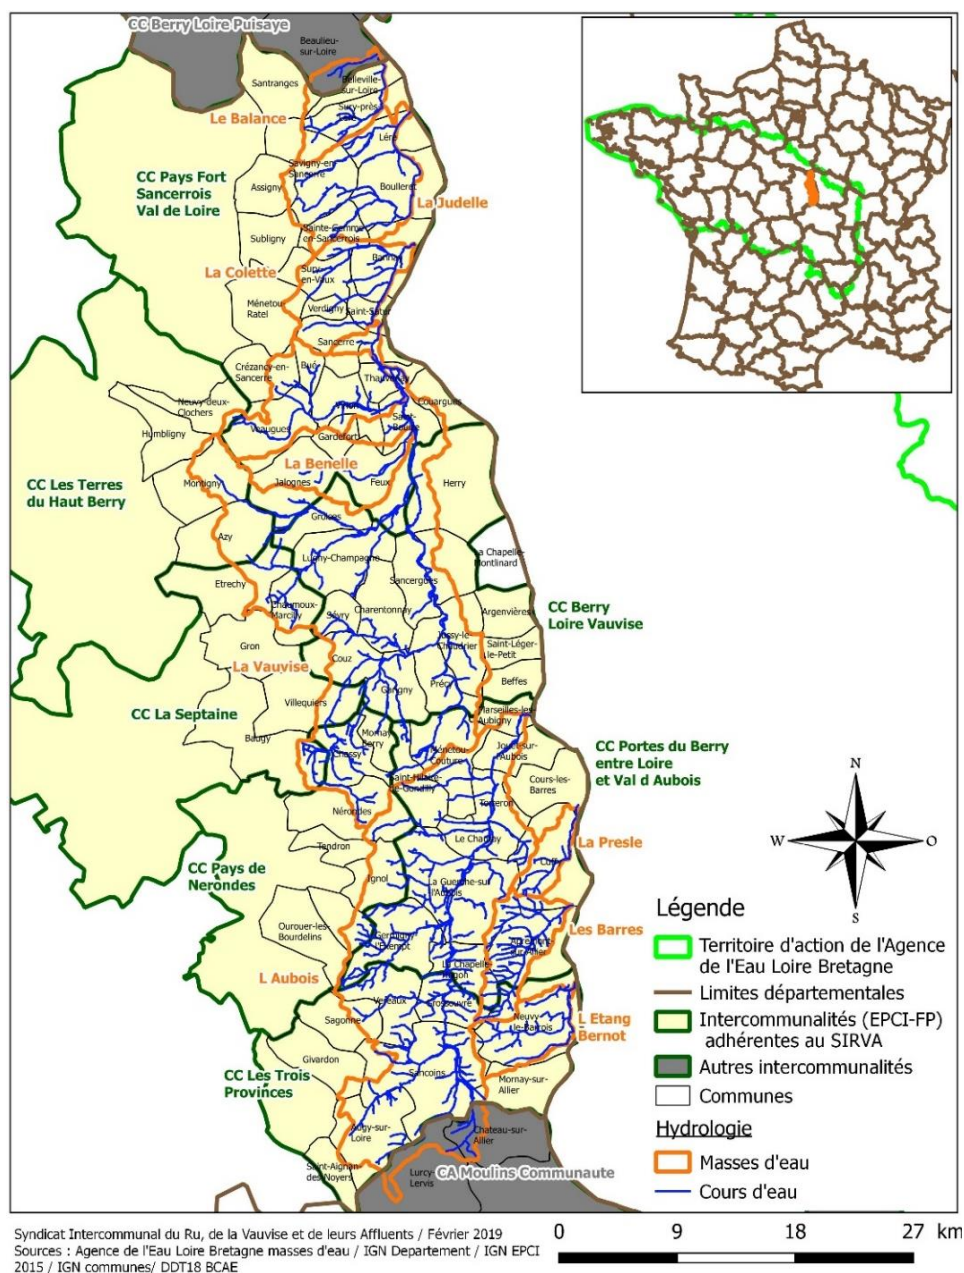 CC Berry Loire Puisaye
Beaulieu-
sur-Loire
Santranges
Belleville-
sur-Loire
Sury-près-
Léré
Le Balance
Léré
Savigny-en-
Sancerre
CC Pays Fort
Sancerrois
Val de Loire
Assigny
Boulleret
La Judelle
Sainte-Gemme-
en-Sancerrois
Subligny
Bannay
La Colette
Sury-
en-Vaux
Ménetou-
Ratel
Verdigny
Saint-Satur
Sancerre
Crézancy-en-
Sancerre
Bué
Thauvenay
Neuvy-deux-
Clochers
Couargues
Vinon
Saint-
Bouize
Humbligny
Veaugues
Gardefort
La Benelle
CC Les Terres
du Haut Berry
Montigny
Jalognes
Feux
Herry
Groises
Azy
Lugny-Champagne
La Chapelle-
Montlinard
Etrechy
Sancergues
Chaumoux-
Marcilly
Sévry
Charentonnay
Argenvières
CC Berry
Loire Vauvise
Gron
Jussy-le-
Chaudrier
Saint-Léger-
le-Petit
Couz
La Vauvise
Précy
Beffes
Garigny
Villequiers
Marseilles-les-
Aubigny
CC La Septaine
Baugy
Mornay-
Berry
Chassy
Menetou-
Couture
Jouet-sur-
l'Aubois
CC Portes du Berry
entre Loire
et Val d Aubois
Saint-Hilaire-
de-Gondilly
Cours-les-
Barres
Nérondes
Torteron
Le Chautay
La Presle
Tendron
Cuffy
CC Pays de
Nerondes
Ignol
La Guerche-sur-
l'Aubois
Ourouer-les-
Bourdelins
Les Barres
Germigny-
l'Exempt
Apremont-
sur-Allier
L Aubois
La Chapelle-
Hugon
Vereaux
Grossouvre
Sagonne
Neuvy-
le-Barrois
L Etang
Bernot
Givardon
CC Les Trois
Provinces
Sancoins
Mornay-sur-
Allier
Augy-sur-
Loire
Chateau-sur-
Allier
Saint-Aignan-
des-Noyers
CA Moulins Communaute
Lurcy-
Lervis
N
W
O
S
Légende
Territoire d'action de l'Agence
de l'Eau Loire Bretagne
Limites départementales
Intercommunalités (EPCI-FP)
adhérentes au SIRVA
Autres intercommunalités
Communes
Hydrologie
Masses d'eau
Cours d'eau
Syndicat Intercommunal du Ru, de la Vauvise et de leurs Affluents / Février 2019
Sources : Agence de l'Eau Loire Bretagne masses d'eau / IGN Departement / IGN EPCI
2015 / IGN communes/ DDT18 BCAE
0 9 18 27 km